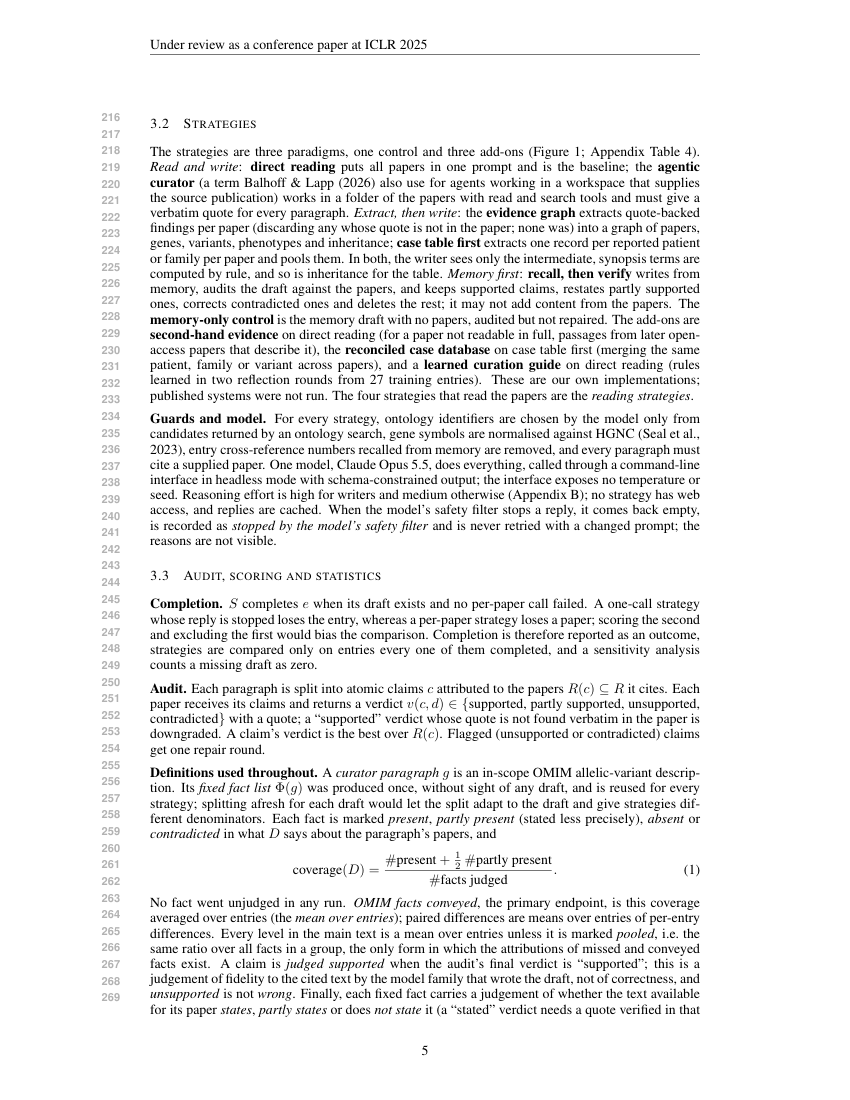 Under review as a conference paper at ICLR 2025
216
217
218
219
220
221
222
223
224
225
226
227
228
229
230
231
232
233
234
235
236
237
238
239
240
241
242
243
244
245
246
247
248
249
250
251
252
253
254
255
256
257
258
259
260
261
262
263
264
265
266
267
268
269
3.2 STRATEGIES
The strategies are three paradigms, one control and three add-ons (Figure 1; Appendix Table 4).
Read and write: direct reading puts all papers in one prompt and is the baseline; the agentic
curator (a term Balhoff & Lapp (2026) also use for agents working in a workspace that supplies
the source publication) works in a folder of the papers with read and search tools and must give a
verbatim quote for every paragraph. Extract, then write: the evidence graph extracts quote-backed
findings per paper (discarding any whose quote is not in the paper; none was) into a graph of papers,
genes, variants, phenotypes and inheritance; case table first extracts one record per reported patient
or family per paper and pools them. In both, the writer sees only the intermediate, synopsis terms are
computed by rule, and so is inheritance for the table. Memory first: recall, then verify writes from
memory, audits the draft against the papers, and keeps supported claims, restates partly supported
ones, corrects contradicted ones and deletes the rest; it may not add content from the papers. The
memory-only control is the memory draft with no papers, audited but not repaired. The add-ons are
second-hand evidence on direct reading (for a paper not readable in full, passages from later open-
access papers that describe it), the reconciled case database on case table first (merging the same
patient, family or variant across papers), and a learned curation guide on direct reading (rules
learned in two reflection rounds from 27 training entries). These are our own implementations;
published systems were not run. The four strategies that read the papers are the reading strategies.
Guards and model. For every strategy, ontology identifiers are chosen by the model only from
candidates returned by an ontology search, gene symbols are normalised against HGNC (Seal et al.,
2023), entry cross-reference numbers recalled from memory are removed, and every paragraph must
cite a supplied paper. One model, Claude Opus 5.5, does everything, called through a command-line
interface in headless mode with schema-constrained output; the interface exposes no temperature or
seed. Reasoning effort is high for writers and medium otherwise (Appendix B); no strategy has web
access, and replies are cached. When the model's safety filter stops a reply, it comes back empty,
is recorded as stopped by the model's safety filter and is never retried with a changed prompt; the
reasons are not visible.
3.3 AUDIT, SCORING AND STATISTICS
Completion. S completes e when its draft exists and no per-paper call failed. A one-call strategy
whose reply is stopped loses the entry, whereas a per-paper strategy loses a paper; scoring the second
and excluding the first would bias the comparison. Completion is therefore reported as an outcome,
strategies are compared only on entries every one of them completed, and a sensitivity analysis
counts a missing draft as zero.
Audit. Each paragraph is split into atomic claims c attributed to the papers R(c) ⊆ R it cites. Each
paper receives its claims and returns a verdict v(c, d) ∈ {supported, partly supported, unsupported,
contradicted} with a quote; a “supported” verdict whose quote is not found verbatim in the paper is
downgraded. A claim's verdict is the best over R(c). Flagged (unsupported or contradicted) claims
get one repair round.
Definitions used throughout. A curator paragraph g is an in-scope OMIM allelic-variant descrip-
tion. Its fixed fact list Φ(g) was produced once, without sight of any draft, and is reused for every
strategy; splitting afresh for each draft would let the split adapt to the draft and give strategies dif-
ferent denominators. Each fact is marked present, partly present (stated less precisely), absent or
contradicted in what D says about the paragraph's papers, and
coverage(D) = (#present + ½ #partly present) / #facts judged. (1)
No fact went unjudged in any run. OMIM facts conveyed, the primary endpoint, is this coverage
averaged over entries (the mean over entries); paired differences are means over entries of per-entry
differences. Every level in the main text is a mean over entries unless it is marked pooled, i.e. the
same ratio over all facts in a group, the only form in which the attributions of missed and conveyed
facts exist. A claim is judged supported when the audit's final verdict is “supported”; this is a
judgement of fidelity to the cited text by the model family that wrote the draft, not of correctness, and
unsupported is not wrong. Finally, each fixed fact carries a judgement of whether the text available
for its paper states, partly states or does not state it (a “stated” verdict needs a quote verified in that
5